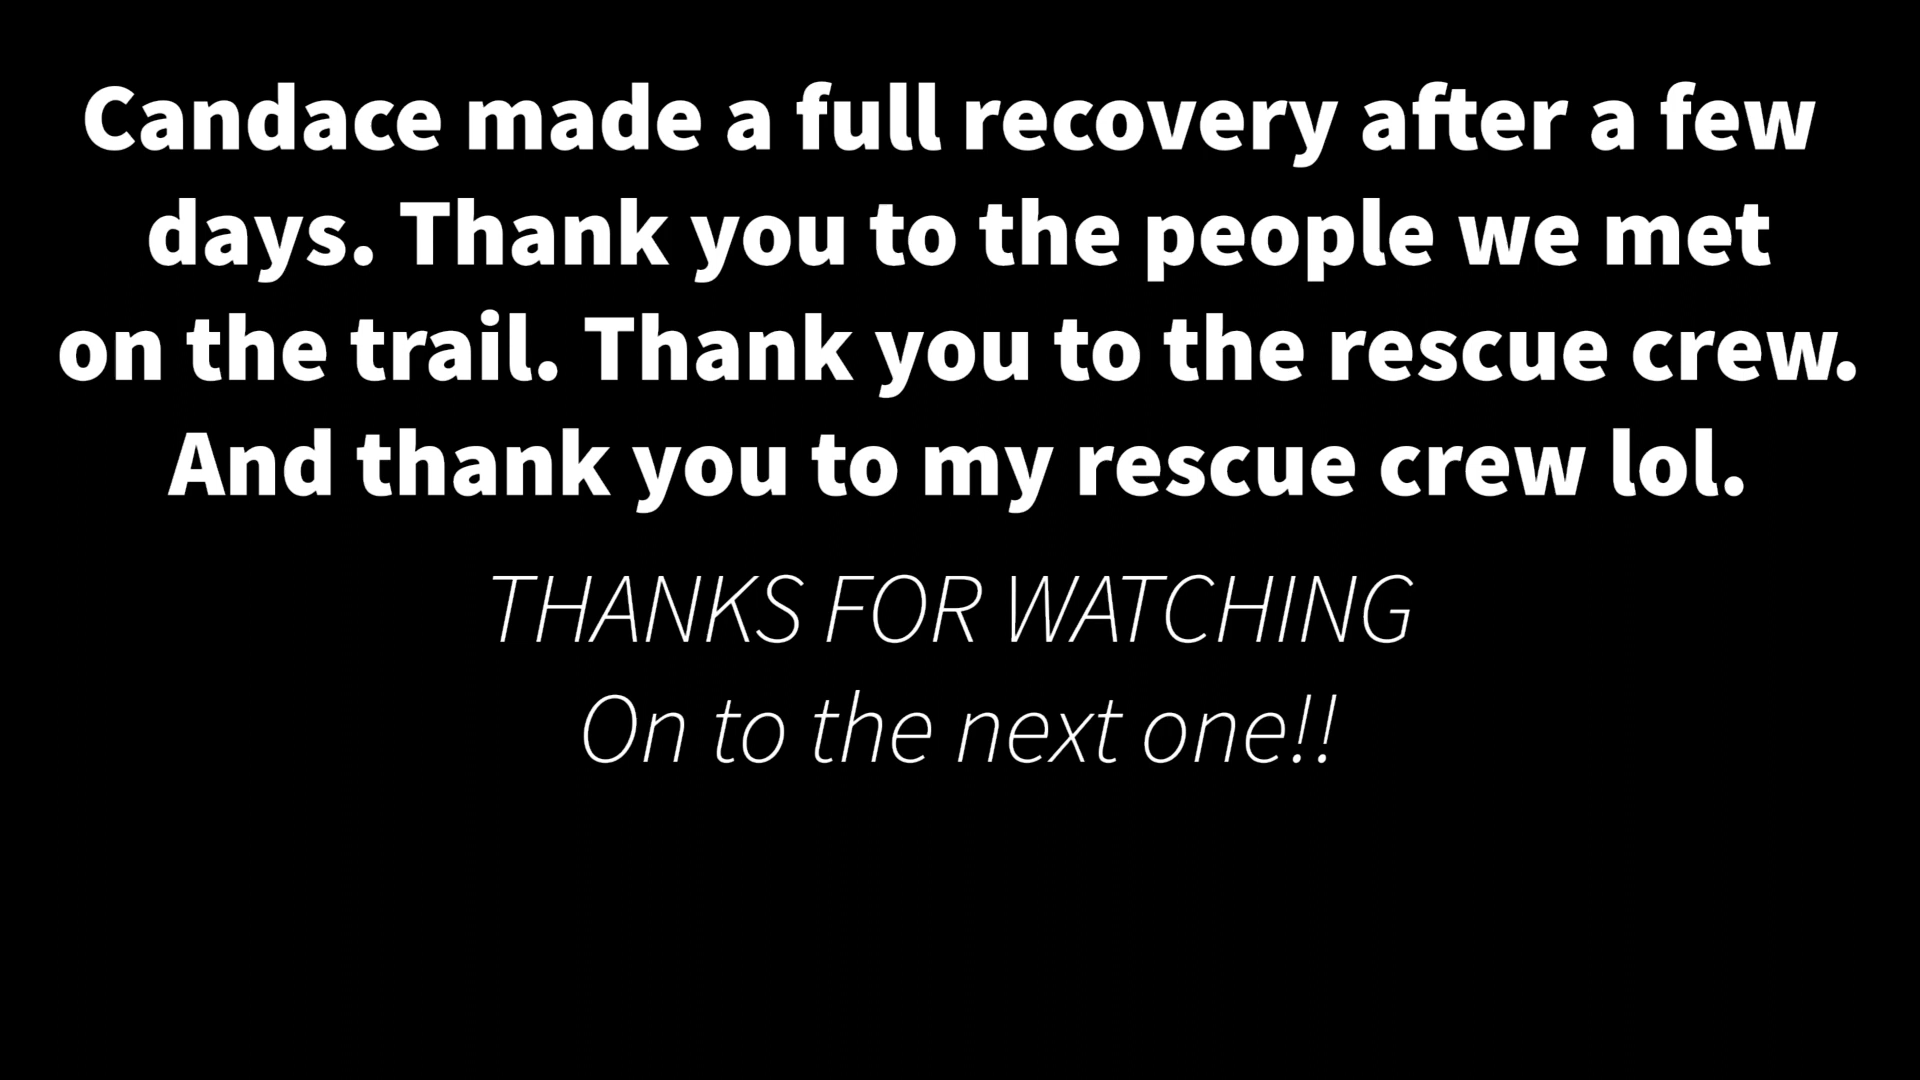 Candace made a full recovery after a few
days. Thank you to the people we met
on the trail. Thank you to the rescue crew.
And thank you to my rescue crew lol.
THANKS FOR WATCHING
On to the next one!!